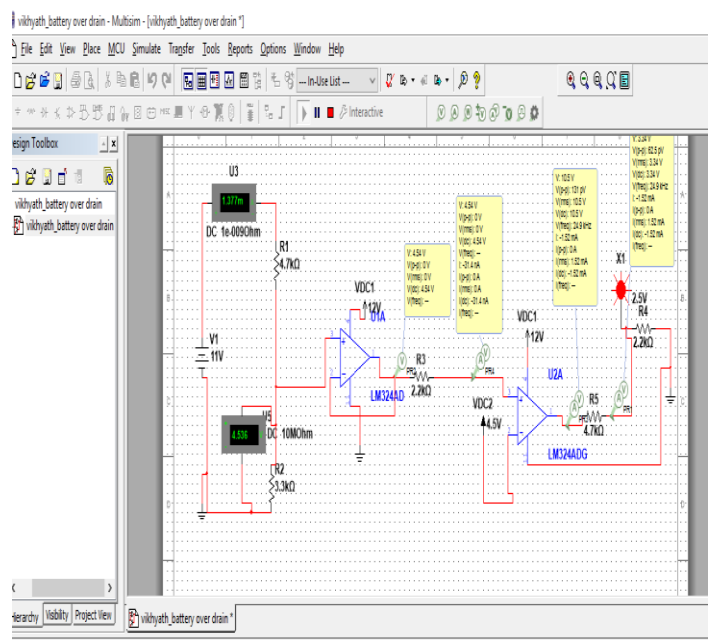 vikhyath_battery over drain - Multisim - [vikhyath_battery over drain *]
File Edit View Place MCU Simulate Transfer Tools Reports Options Window Help
--- In-Use List ---
Interactive
esign Toolbox
vikhyath_battery over drain
vikhyath_battery over drain
U3
1.377m
DC 1e-009Ohm
R1
4.7kΩ
V1
11V
U5
4.536
DC 10MOhm
R2
3.3kΩ
VDC1
12V
U1A
LM324AD
V: 4.54 V
V(p-p): 0 V
V(rms): 0 V
V(dc): 4.54 V
V(freq): --
R3
2.2kΩ
V: 4.54 V
V(p-p): 0 V
V(rms): 0 V
V(dc): 4.54 V
V(freq): --
I: -31.4 nA
I(p-p): 0 A
I(rms): 0 A
I(dc): -31.4 nA
I(freq): --
PR4
VDC2
4.5V
VDC1
12V
U2A
LM324ADG
V: 10.5 V
V(p-p): 131 pV
V(rms): 10.5 V
V(dc): 10.5 V
V(freq): 24.9 kHz
I: -1.52 mA
I(p-p): 0 A
I(rms): 1.52 mA
I(dc): -1.52 mA
I(freq): --
R5
4.7kΩ
PR1
V: 3.34 V
V(p-p): 62.5 pV
V(rms): 3.34 V
V(dc): 3.34 V
V(freq): 24.9 kHz
I: -1.52 mA
I(p-p): 0 A
I(rms): 1.52 mA
I(dc): -1.52 mA
I(freq): --
X1
2.5V
R4
2.2kΩ
Hierarchy Visibility Project View
vikhyath_battery over drain *